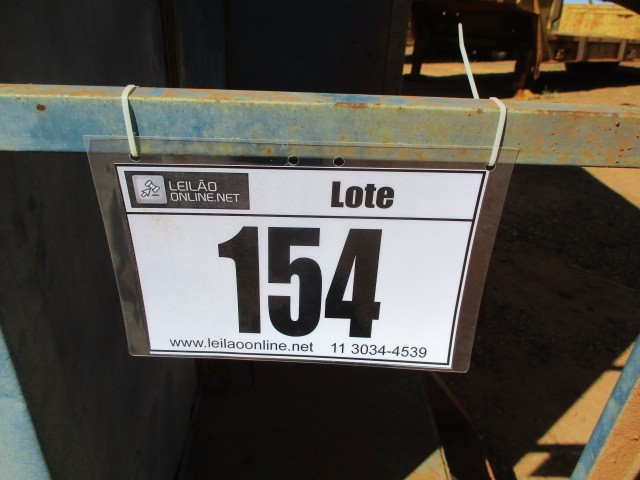 LEILÃO
ONLINE.NET
Lote
154
www.leilaoonline.net 11 3034-4539